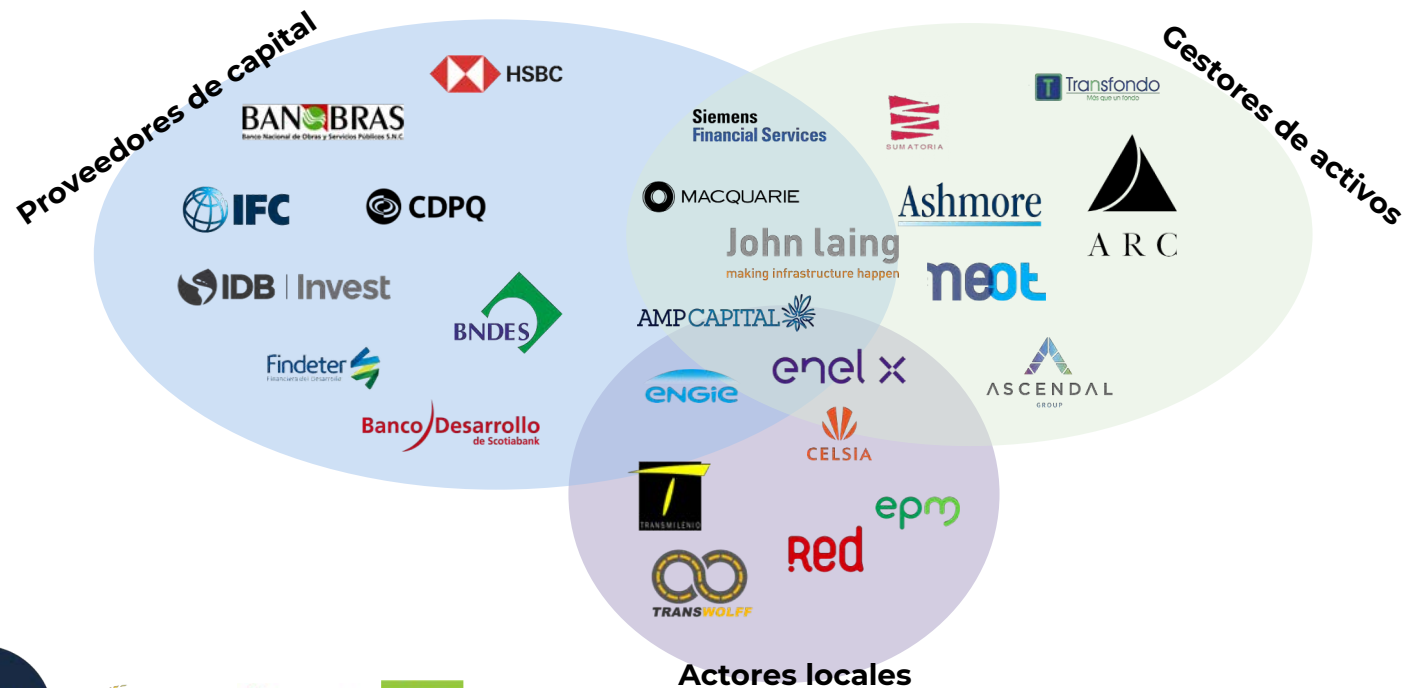 Proveedores de capital
Gestores de activos
HSBC
BANOBRAS
Banco Nacional de Obras y Servicios Públicos S.N.C.
Siemens
Financial Services
SUMATORIA
T Transfondo
Más que un fondo
IFC
CDPQ
MACQUARIE
Ashmore
ARC
John laing
making infrastructure happen
neot
IDB | Invest
BNDES
AMP CAPITAL
Findeter
Financiera del Desarrollo
enel x
ENGIE
ASCENDAL
GROUP
Banco Desarrollo
de Scotiabank
CELSIA
TRANSMILENIO
epm
Red
TRANSWOLFF
Actores locales